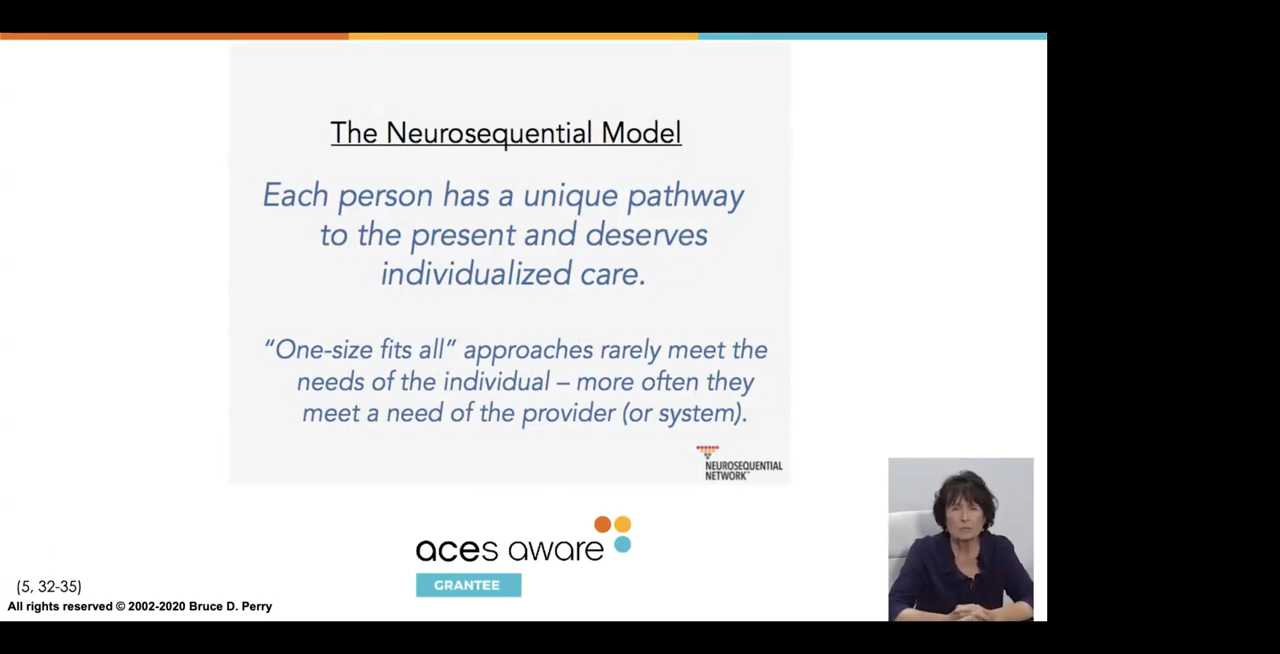 The Neurosequential Model
Each person has a unique pathway
to the present and deserves
individualized care.
“One-size fits all” approaches rarely meet the
needs of the individual – more often they
meet a need of the provider (or system).
NEUROSEQUENTIAL
NETWORK™
aces aware
GRANTEE
(5, 32-35)
All rights reserved © 2002-2020 Bruce D. Perry